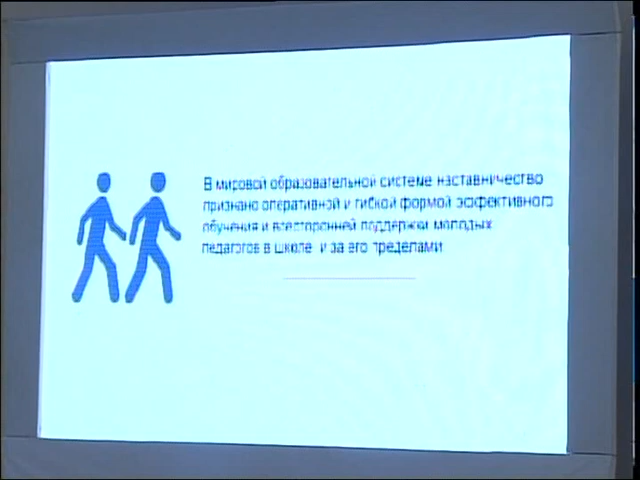 В мировой образовательной системе наставничество
признано оперативной и гибкой формой эффективного
обучения и всесторонней поддержки молодых
педагогов в школе и за его пределами